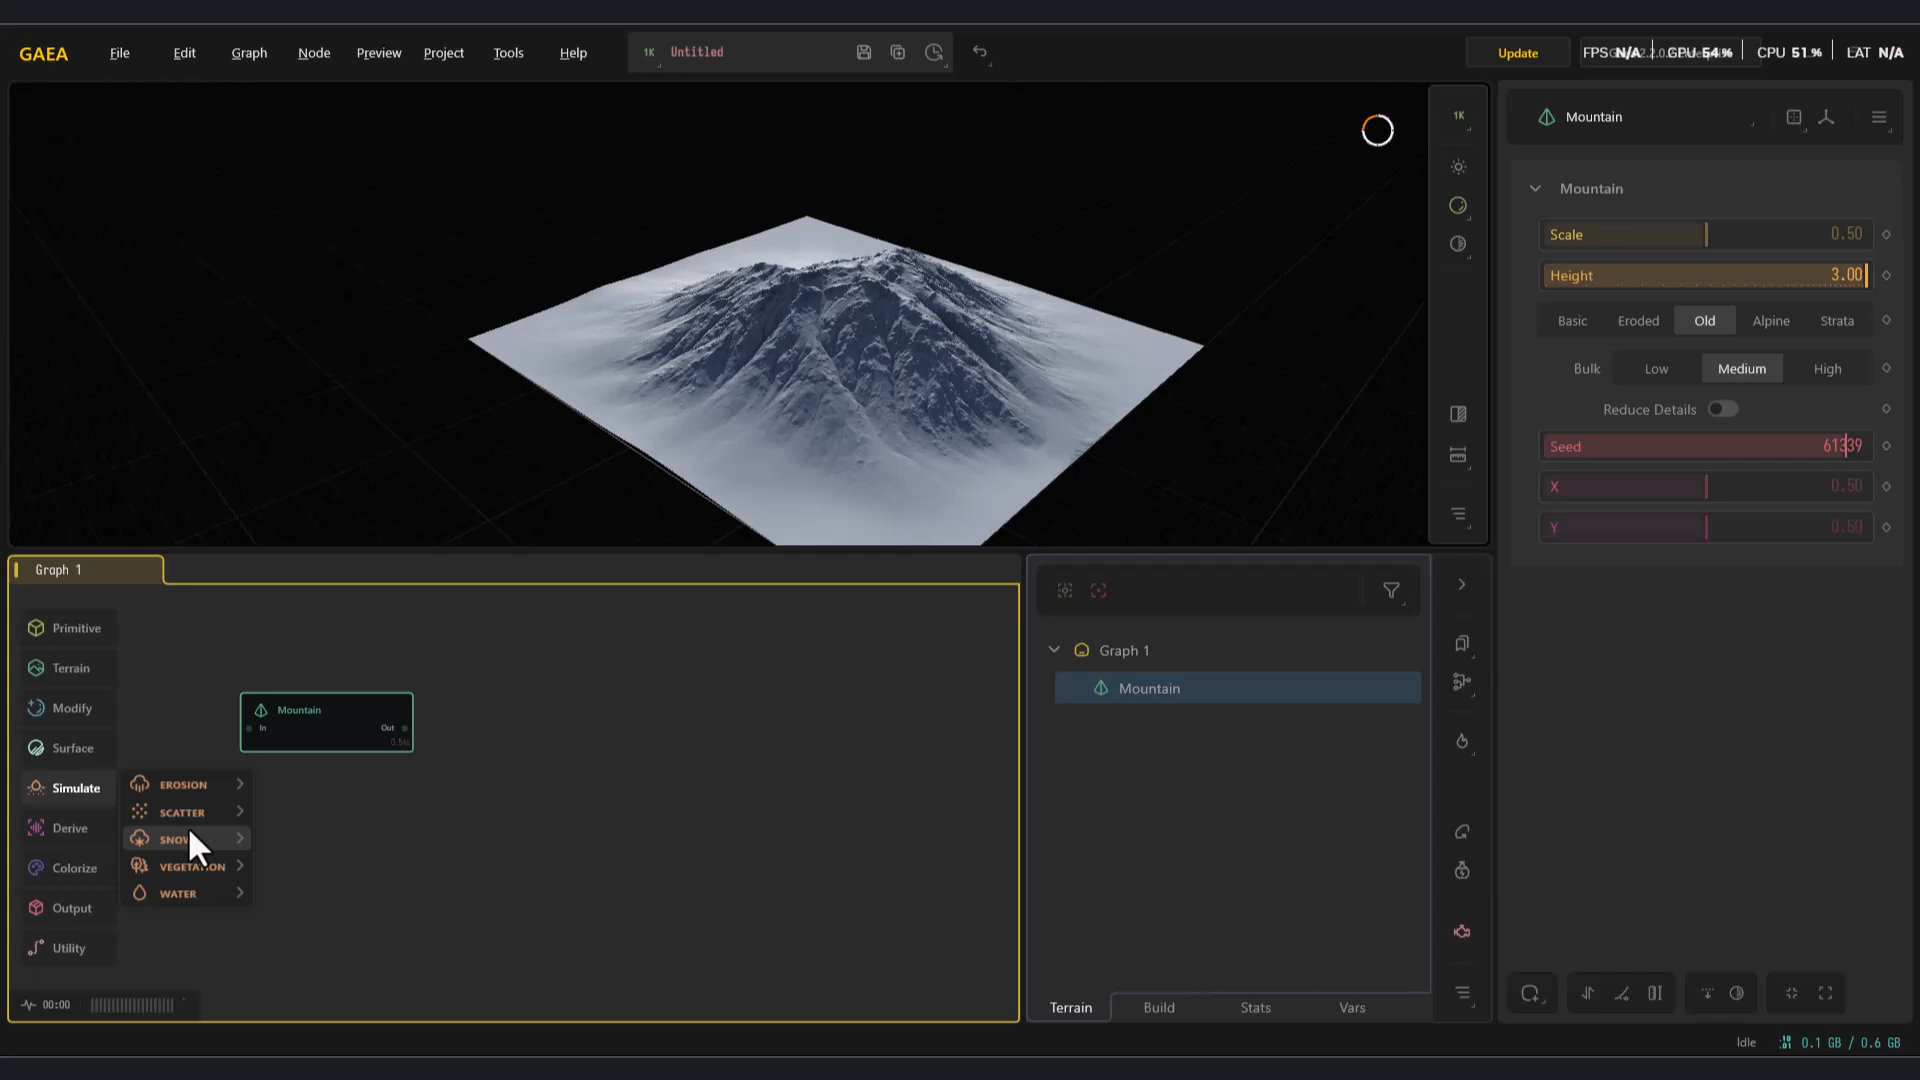 GAEA File Edit Graph Node Preview Project Tools Help 1K Untitled Update FPS N/A GPU 54 % CPU 51 % LAT N/A
1K
Mountain
Mountain
Scale 0.50
Height 3.00
Basic Eroded Old Alpine Strata
Bulk Low Medium High
Reduce Details
Seed 61339
X 0.50
Y 0.50
Graph 1
Primitive
Terrain
Modify
Surface
Simulate
Derive
Colorize
Output
Utility
Mountain
In Out
EROSION
SCATTER
SNOW
VEGETATION
WATER
00:00
Graph 1
Mountain
Terrain Build Stats Vars
Idle 0.1 GB / 0.6 GB